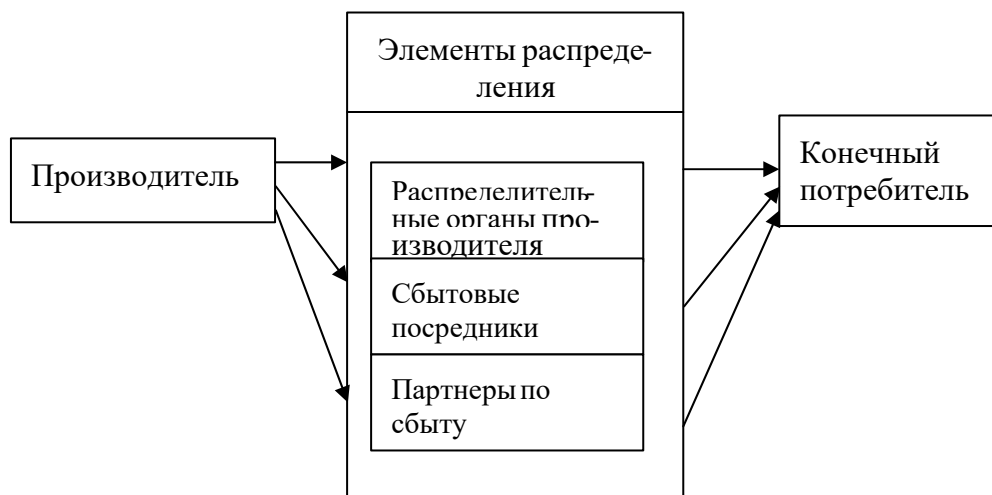 Элементы распреде-
ления
Производитель
Конечный
потребитель
Распределитель-
ные органы про-
изводителя
Сбытовые
посредники
Партнеры по
сбыту